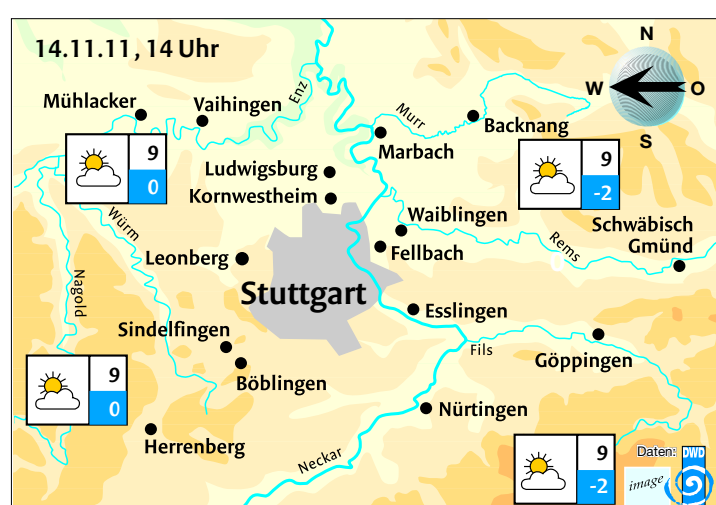 14.11.11, 14 Uhr
N
W
O
S
Mühlacker
Vaihingen
Enz
Murr
Backnang
Marbach
9
0
9
-2
Ludwigsburg
Kornwestheim
Würm
Waiblingen
Schwäbisch
Gmünd
Rems
Leonberg
Fellbach
Nagold
Stuttgart
Esslingen
Sindelfingen
Fils
Göppingen
9
0
Böblingen
Nürtingen
Herrenberg
Neckar
9
-2
Daten:
DWD
image